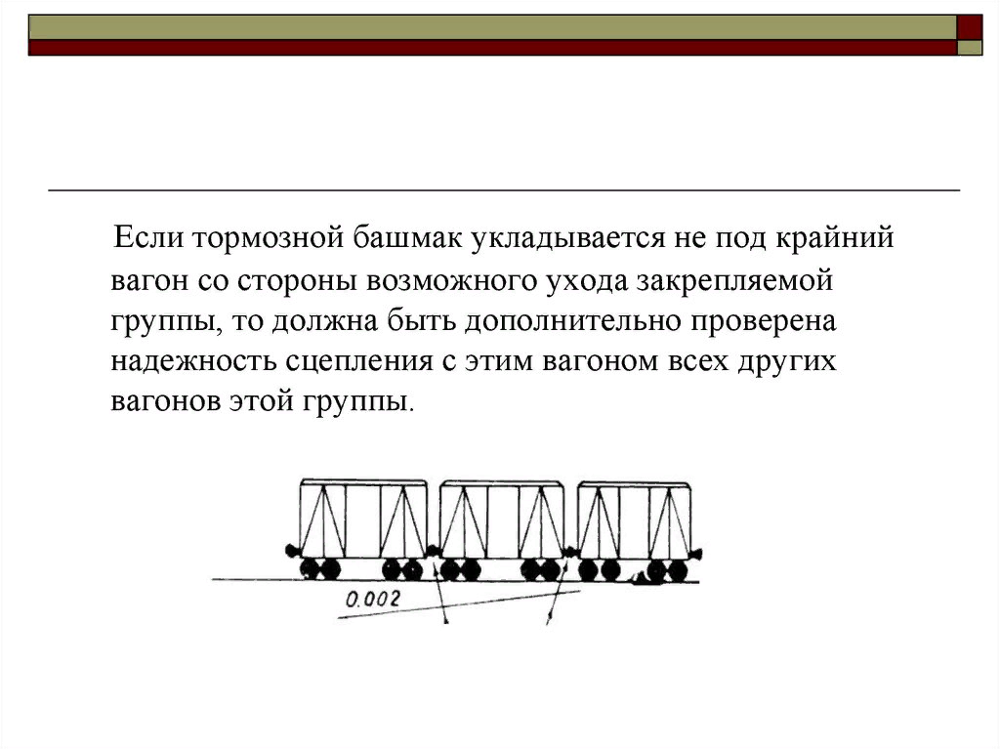 Если тормозной башмак укладывается не под крайний
вагон со стороны возможного ухода закрепляемой
группы, то должна быть дополнительно проверена
надежность сцепления с этим вагоном всех других
вагонов этой группы.
0.002